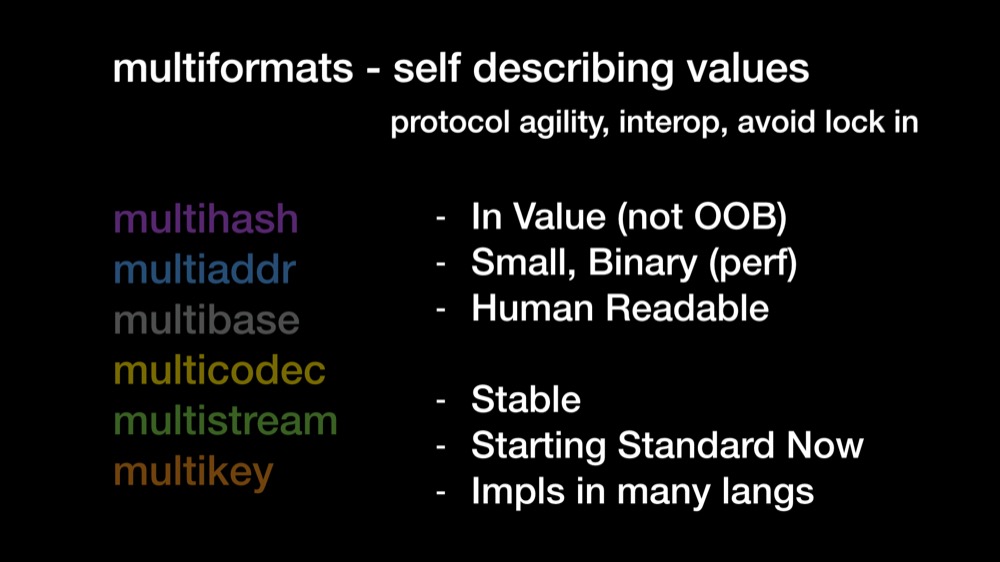 multiformats - self describing values
protocol agility, interop, avoid lock in
multihash
multiaddr
multibase
multicodec
multistream
multikey
- In Value (not OOB)
- Small, Binary (perf)
- Human Readable
- Stable
- Starting Standard Now
- Impls in many langs